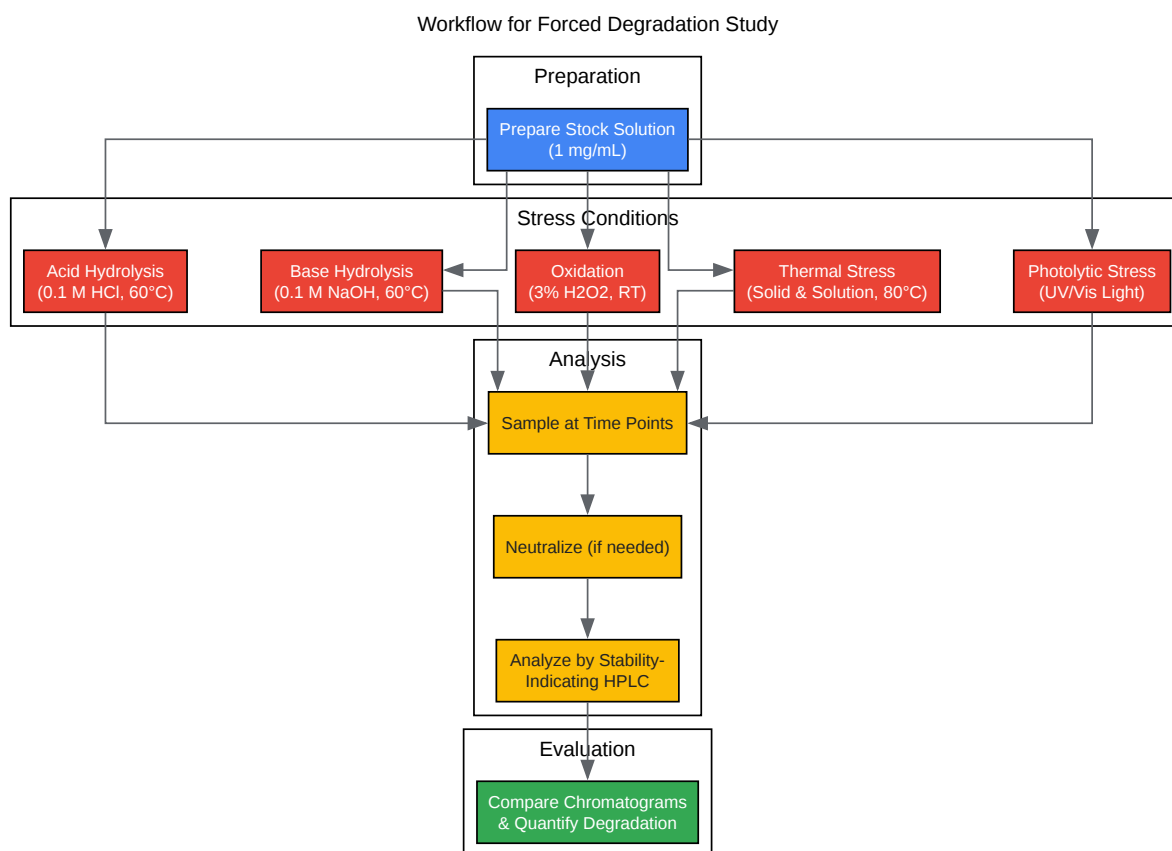 Workflow for Forced Degradation Study
Preparation
Prepare Stock Solution
(1 mg/mL)
Stress Conditions
Acid Hydrolysis
(0.1 M HCl, 60°C)
Base Hydrolysis
(0.1 M NaOH, 60°C)
Oxidation
(3% H2O2, RT)
Thermal Stress
(Solid & Solution, 80°C)
Photolytic Stress
(UV/Vis Light)
Analysis
Sample at Time Points
Neutralize (if needed)
Analyze by Stability-
Indicating HPLC
Evaluation
Compare Chromatograms
& Quantify Degradation